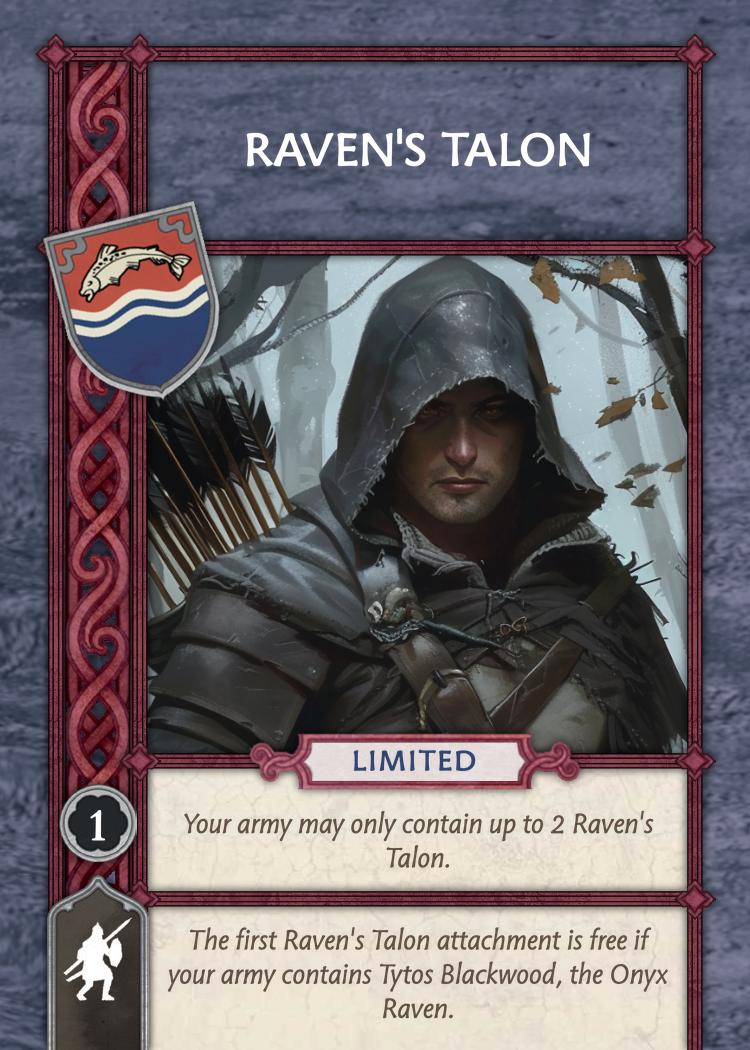 RAVEN'S TALON
LIMITED
1
Your army may only contain up to 2 Raven's
Talon.
The first Raven's Talon attachment is free if
your army contains Tytos Blackwood, the Onyx
Raven.